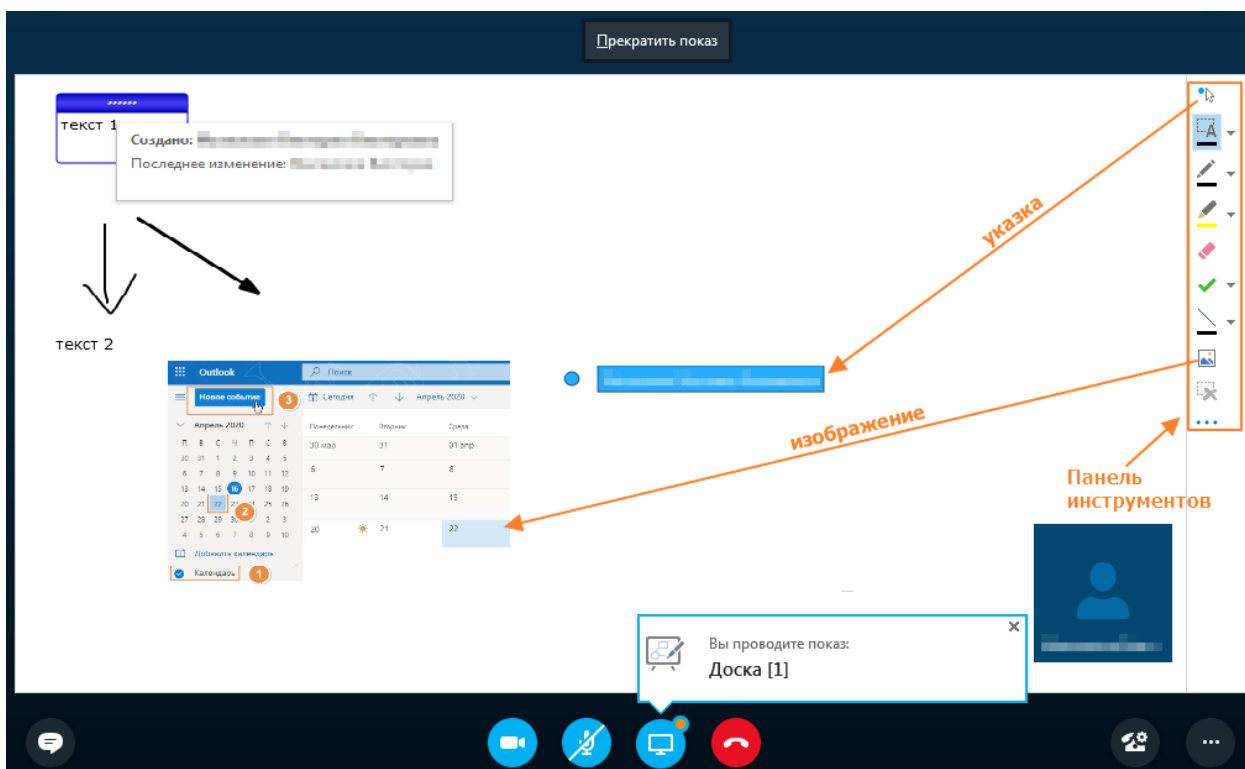 Прекратить показ
текст 1
Создано:
Последнее изменение:
указка
текст 2
Outlook
Поиск
Новое событие
3
Сегодня
Апрель 2020
изображение
Апрель 2020
Понедельник
Вторник
Среда
П В С Ч П С В
30 мар
31
01 апр
30 31 1 2 3 4 5
6
7
8
6 7 8 9 10 11 12
13 14 15 16 17 18 19
13
14
15
20 21 22 25 26
2
27 28 29 2 3
20
21
22
4 5 6 7 8 9 10
Добавить календарь
Календарь
1
Панель
инструментов
Вы проводите показ:
Доска [1]